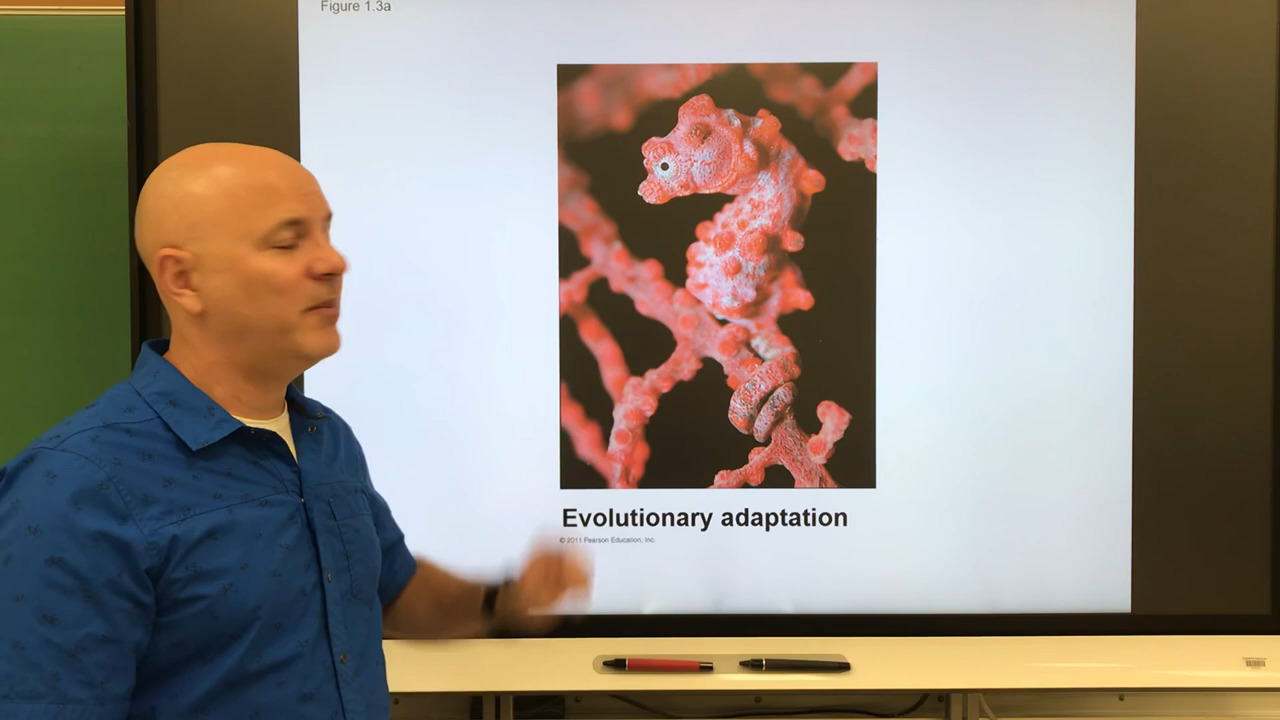 Figure 1.3a
Evolutionary adaptation
© 2011 Pearson Education, Inc.